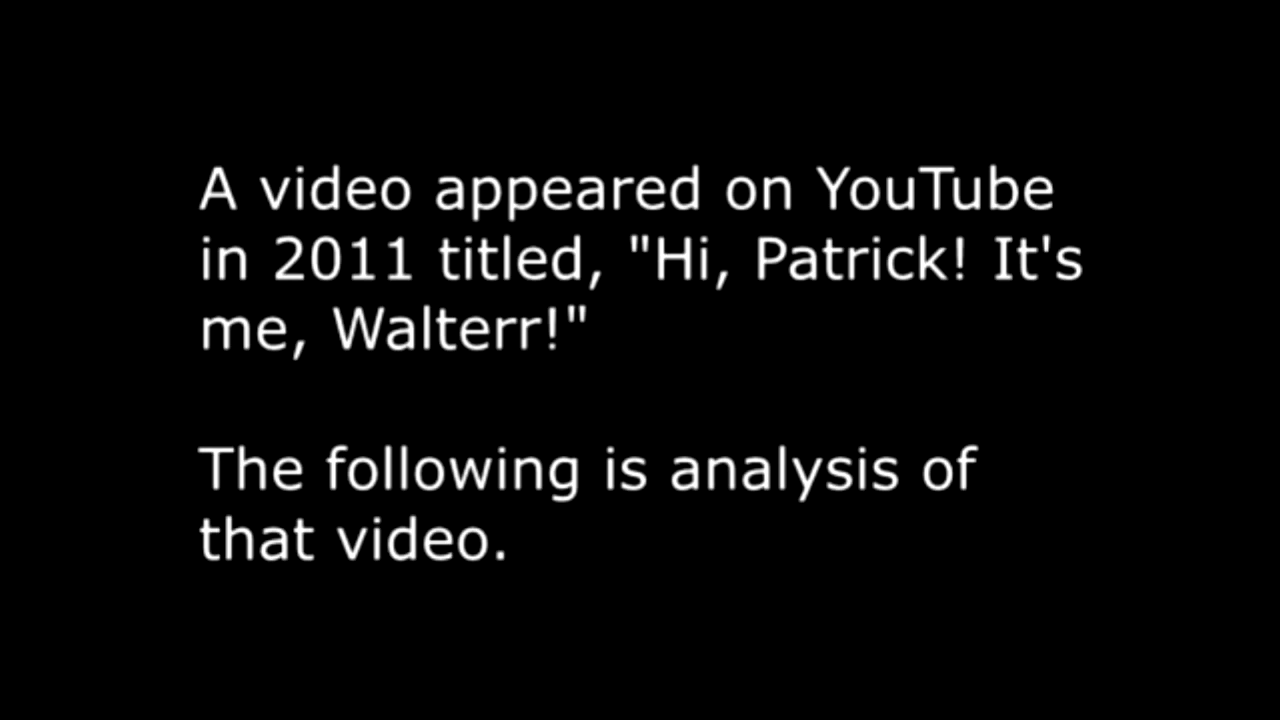 A video appeared on YouTube
in 2011 titled, "Hi, Patrick! It's
me, Walterr!"
The following is analysis of
that video.